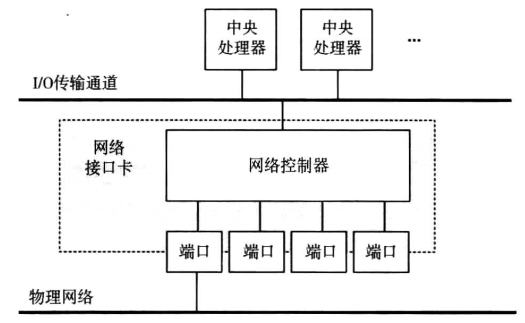 中央
处理器
中央
处理器
...
I/O传输通道
网络
接口卡
网络控制器
端口
端口
端口
端口
物理网络